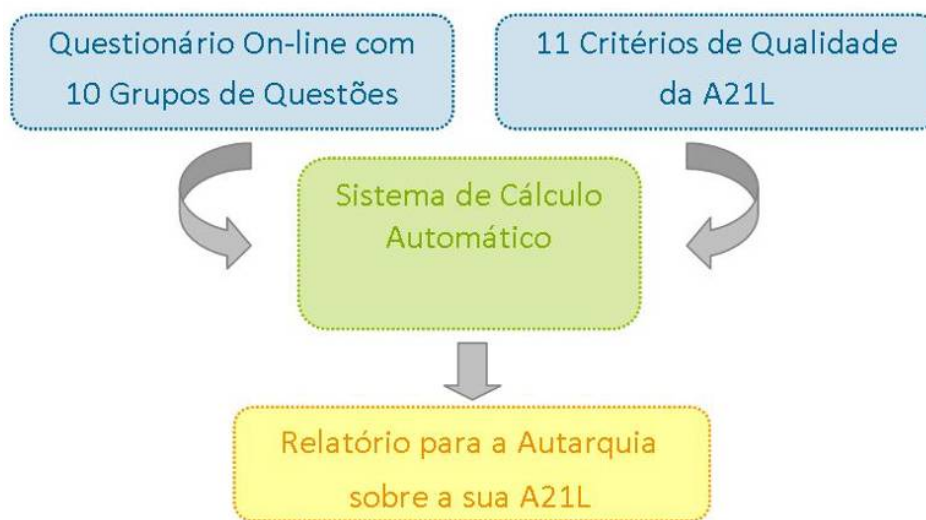 Questionário On-line com
10 Grupos de Questões
11 Critérios de Qualidade
da A21L
Sistema de Cálculo
Automático
Relatório para a Autarquia
sobre a sua A21L